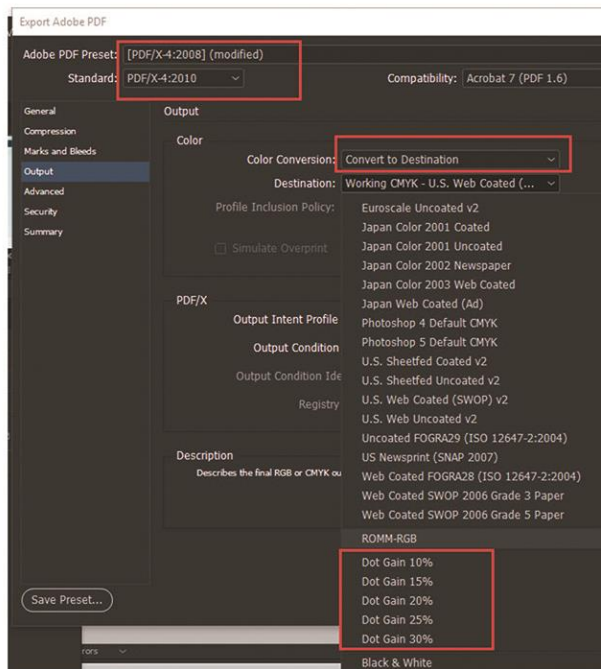 Export Adobe PDF
Adobe PDF Preset: [PDF/X-4:2008] (modified)
Standard: PDF/X-4:2010 Compatibility: Acrobat 7 (PDF 1.6)
General
Compression
Marks and Bleeds
Output
Advanced
Security
Summary
Output
Color
Color Conversion: Convert to Destination
Destination: Working CMYK - U.S. Web Coated (...
Profile Inclusion Policy:
Simulate Overprint
PDF/X
Output Intent Profile
Output Condition
Output Condition Ide
Registry
Description
Describes the final RGB or CMYK ou
Euroscale Uncoated v2
Japan Color 2001 Coated
Japan Color 2001 Uncoated
Japan Color 2002 Newspaper
Japan Color 2003 Web Coated
Japan Web Coated (Ad)
Photoshop 4 Default CMYK
Photoshop 5 Default CMYK
U.S. Sheetfed Coated v2
U.S. Sheetfed Uncoated v2
U.S. Web Coated (SWOP) v2
U.S. Web Uncoated v2
Uncoated FOGRA29 (ISO 12647-2:2004)
US Newsprint (SNAP 2007)
Web Coated FOGRA28 (ISO 12647-2:2004)
Web Coated SWOP 2006 Grade 3 Paper
Web Coated SWOP 2006 Grade 5 Paper
ROMM-RGB
Dot Gain 10%
Dot Gain 15%
Dot Gain 20%
Dot Gain 25%
Dot Gain 30%
Black & White
Save Preset...
rors